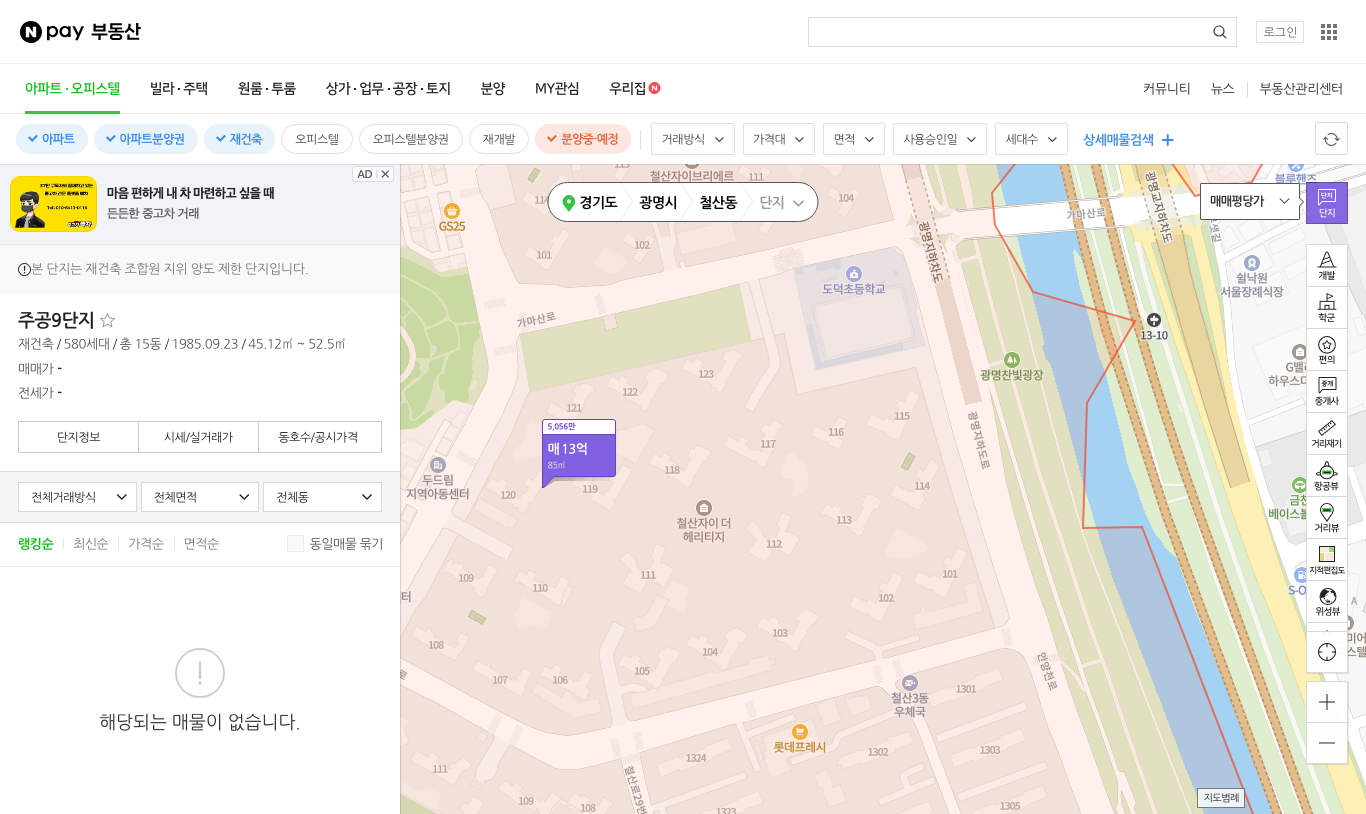 N pay 부동산
로그인
아파트·오피스텔 빌라·주택 원룸·투룸 상가·업무·공장·토지 분양 MY관심 우리집 N
커뮤니티 뉴스 부동산관리센터
아파트 아파트분양권 재건축 오피스텔 오피스텔분양권 재개발 분양중·예정 거래방식 가격대 면적 사용승인일 세대수 상세매물검색
AD
마음 편하게 내 차 마련하고 싶을 때
든든한 중고차 거래
본 단지는 재건축 조합원 지위 양도 제한 단지입니다.
주공9단지
재건축 / 580세대 / 총 15동 / 1985.09.23 / 45.12㎡ ~ 52.5㎡
매매가 -
전세가 -
단지정보 시세/실거래가 동호수/공시가격
전체거래방식 전체면적 전체동
랭킹순 최신순 가격순 면적순 동일매물 묶기
해당되는 매물이 없습니다.
경기도 광명시 철산동 단지
매매평당가
단지
단지
철산자이브리에르
블루핸즈
GS25
101
102
104
가마산로
가마산로
도덕초등학교
광명지하차도
광명교지하차도
쉴낙원
서울장례식장
13-10
광명찬빛광장
123
122
121
5,056만
매 13억
85㎡
115
116
117
118
119
120
114
113
112
111
110
109
108
107
106
105
104
103
102
101
두드림
지역아동센터
철산자이 더
헤리티지
광명지하도로
안양천로
철산3동
우체국
롯데프레시
1301
1302
1303
1305
1308
1324
111
109
108
철산로29번
개발
학군
편의
중개
중개사
거리재기
항공뷰
거리뷰
지적편집도
위성뷰
지도범례